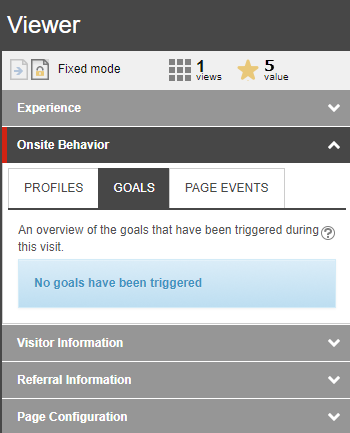 Viewer
Fixed mode
1
views
5
value
Experience
Onsite Behavior
PROFILES GOALS PAGE EVENTS
An overview of the goals that have been triggered during
this visit.
?
No goals have been triggered
Visitor Information
Referral Information
Page Configuration